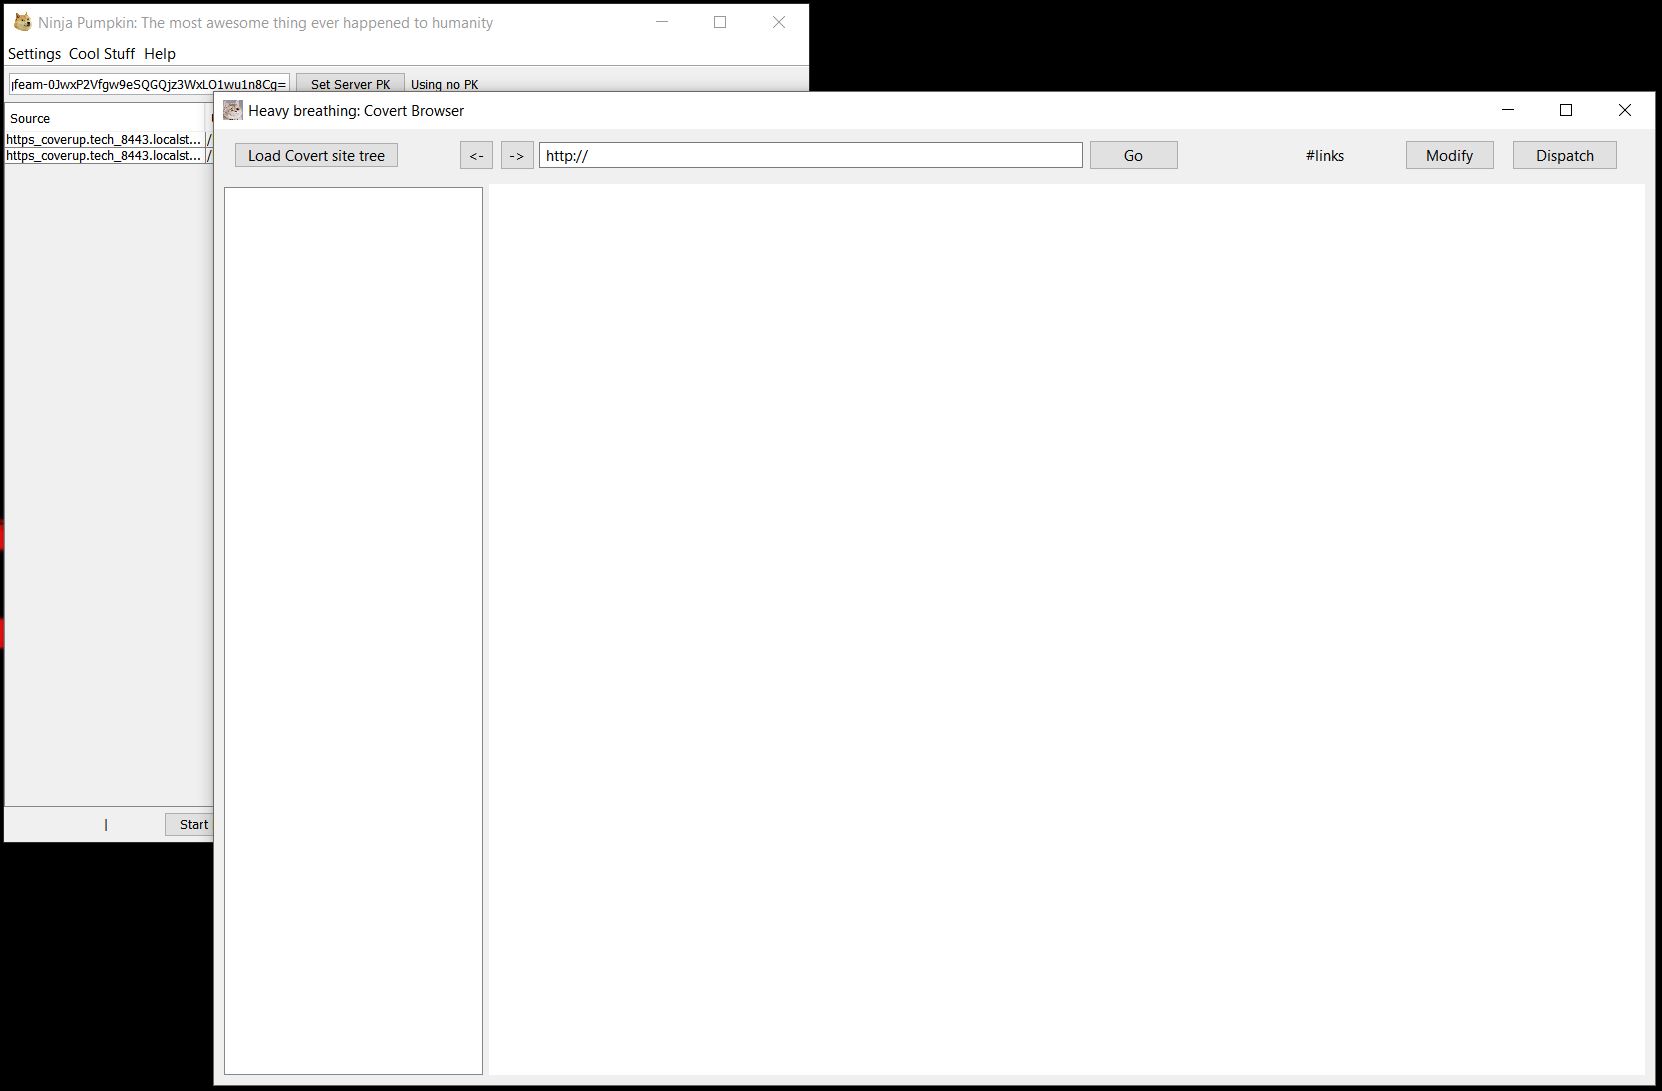 Ninja Pumpkin: The most awesome thing ever happened to humanity
Settings Cool Stuff Help
feam-0JwxP2Vfgw9eSQGQjz3WxLO1wu1n8Cg= Set Server PK Using no PK
Source
https_coverup.tech_8443.localst... /
https_coverup.tech_8443.localst... /
| Start
Heavy breathing: Covert Browser
Load Covert site tree <- -> http:// Go #links Modify Dispatch